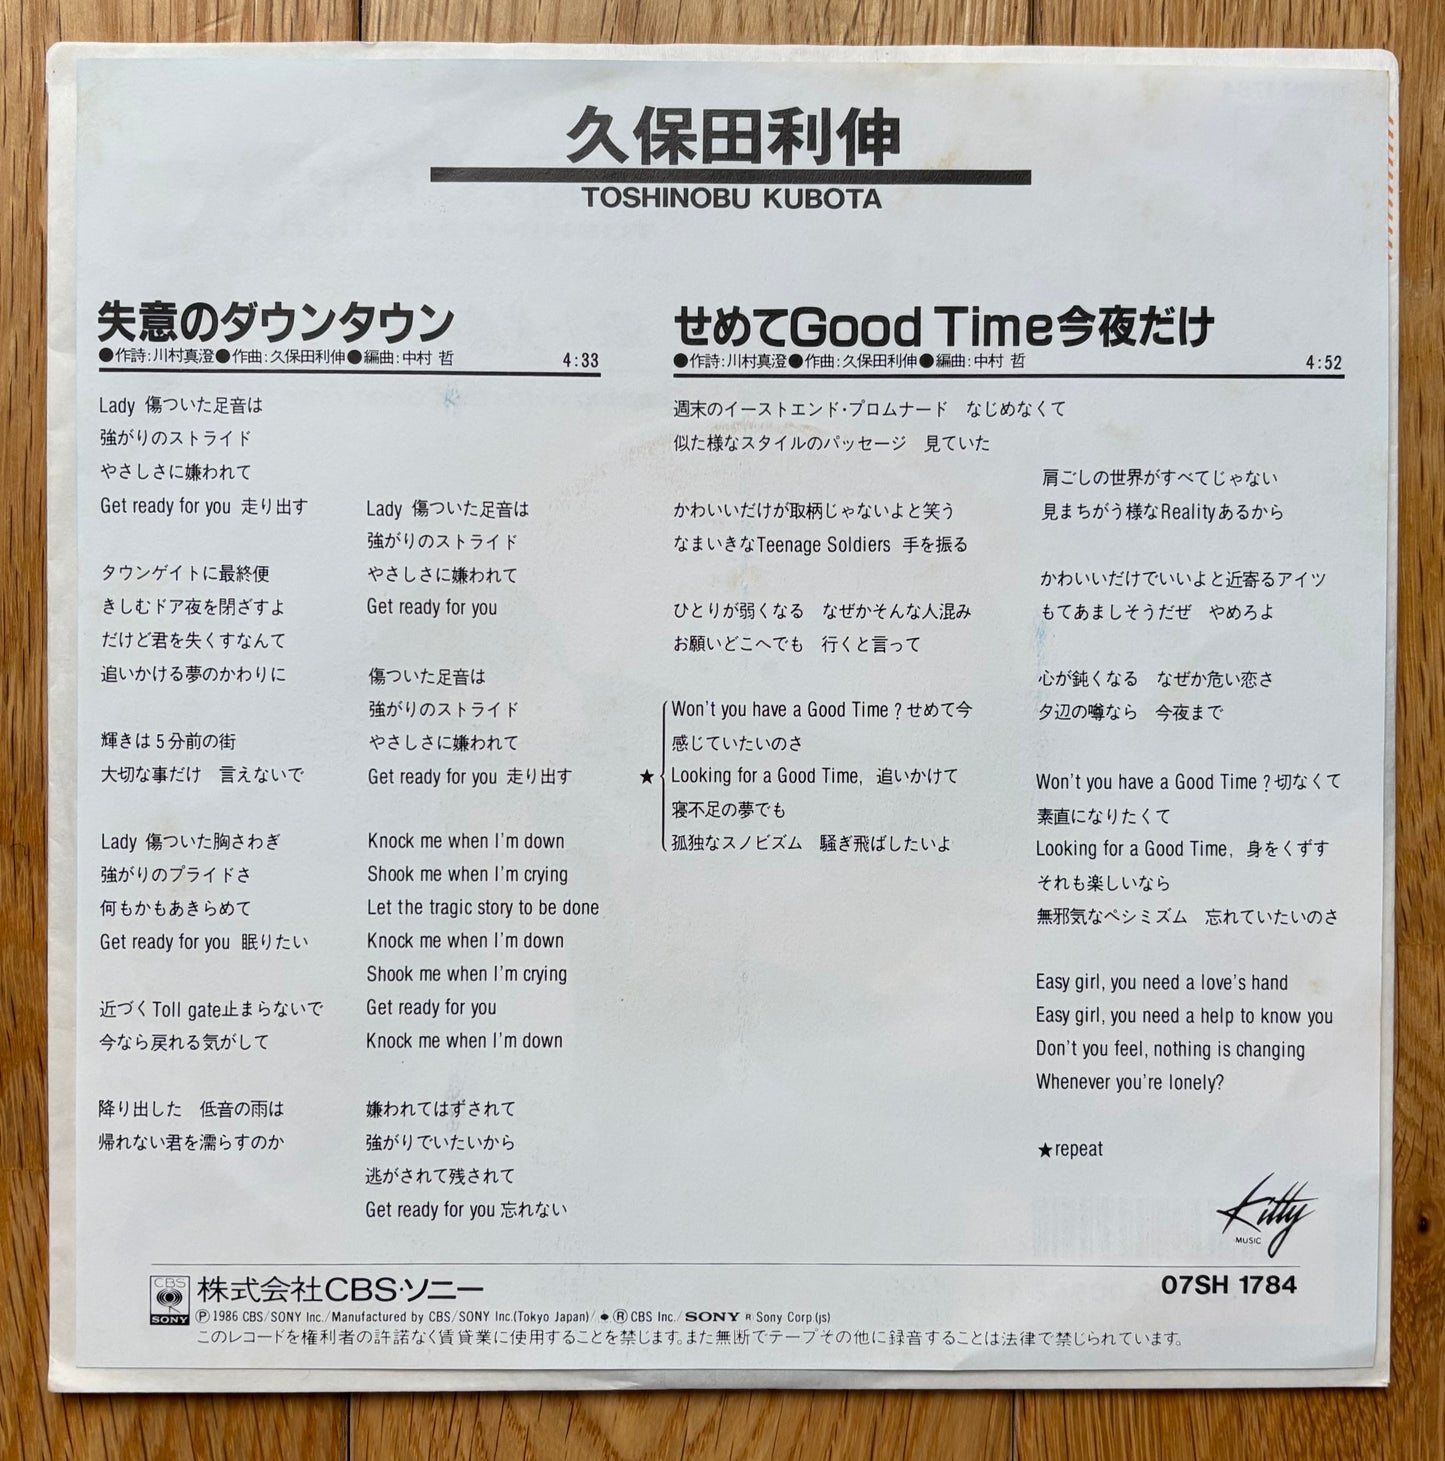 久保田利伸
TOSHINOBU KUBOTA
失意のダウンタウン
●作詩:川村真澄●作曲:久保田利伸●編曲:中村 哲 4:33
Lady 傷ついた足音は
強がりのストライド
やさしさに嫌われて
Get ready for you 走り出す
タウンゲイトに最終便
きしむドア夜を閉ざすよ
だけど君を失くすなんて
追いかける夢のかわりに
輝きは5分前の街
大切な事だけ 言えないで
Lady 傷ついた胸さわぎ
強がりのプライドさ
何もかもあきらめて
Get ready for you 眠りたい
近づくToll gate止まらないで
今なら戻れる気がして
降り出した 低音の雨は
帰れない君を濡らすのか
Lady 傷ついた足音は
強がりのストライド
やさしさに嫌われて
Get ready for you
傷ついた足音は
強がりのストライド
やさしさに嫌われて
Get ready for you 走り出す
Knock me when I'm down
Shook me when I'm crying
Let the tragic story to be done
Knock me when I'm down
Shook me when I'm crying
Get ready for you
Knock me when I'm down
嫌われてはずされて
強がりでいたいから
逃がされて残されて
Get ready for you 忘れない
せめてGood Time今夜だけ
●作詩:川村真澄●作曲:久保田利伸●編曲:中村 哲 4:52
週末のイーストエンド・プロムナード なじめなくて
似た様なスタイルのパッセージ 見ていた
かわいいだけが取柄じゃないよと笑う
なまいきなTeenage Soldiers 手を振る
ひとりが弱くなる なぜかそんな人混み
お願いどこへでも 行くと言って
Won't you have a Good Time?せめて今
感じていたいのさ
★ Looking for a Good Time, 追いかけて
寝不足の夢でも
孤独なスノビズム 騒ぎ飛ばしたいよ
肩ごしの世界がすべてじゃない
見まちがう様なRealityあるから
かわいいだけでいいよと近寄るアイツ
もてあましそうだぜ やめろよ
心が鈍くなる なぜか危い恋さ
夕辺の噂なら 今夜まで
Won't you have a Good Time?切なくて
素直になりたくて
Looking for a Good Time, 身をくずす
それも楽しいなら
無邪気なペシミズム 忘れていたいのさ
Easy girl, you need a love's hand
Easy girl, you need a help to know you
Don't you feel, nothing is changing
Whenever you're lonely?
★repeat
Kitty
MUSIC
CBS
SONY
株式会社CBS・ソニー
07SH 1784
Ⓟ1986 CBS/SONY Inc./Manufactured by CBS/SONY Inc.(Tokyo Japan)/ ® CBS Inc./SONY ® Sony Corp(js)
このレコードを権利者の許諾なく賃貸業に使用することを禁じます。また無断でテープその他に録音することは法律で禁じられています。